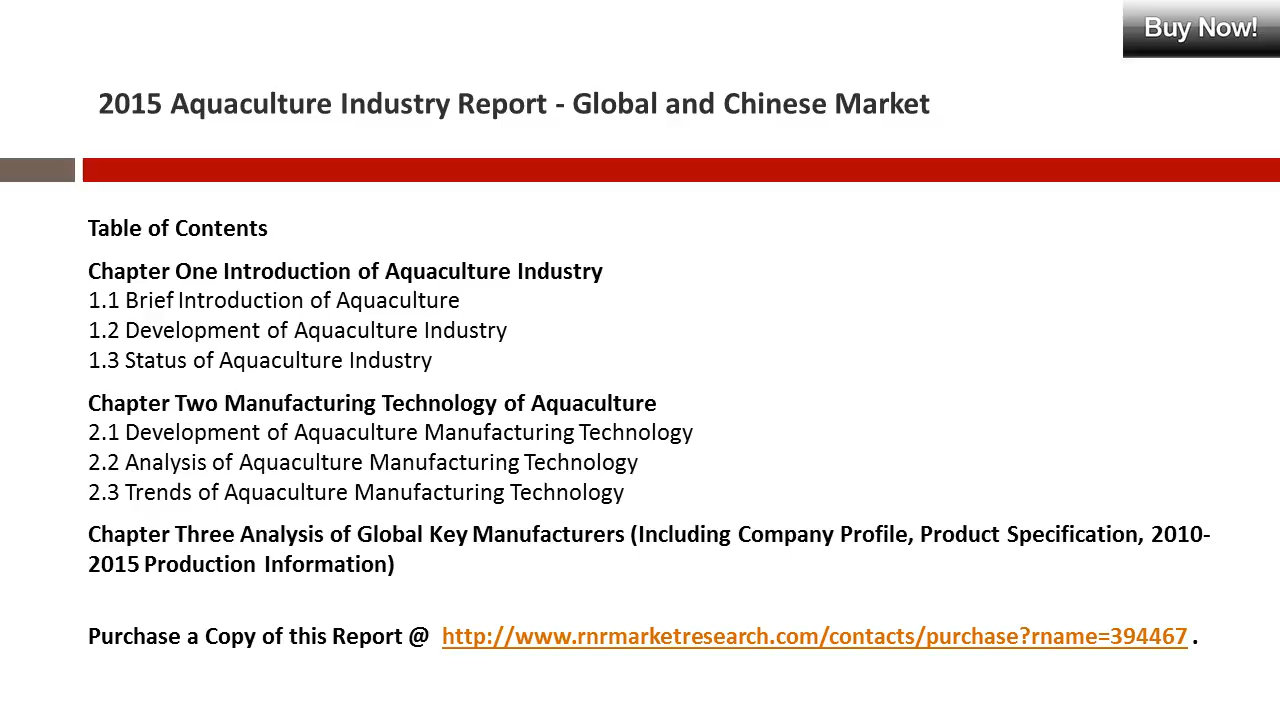 Buy Now!
2015 Aquaculture Industry Report - Global and Chinese Market
Table of Contents
Chapter One Introduction of Aquaculture Industry
1.1 Brief Introduction of Aquaculture
1.2 Development of Aquaculture Industry
1.3 Status of Aquaculture Industry
Chapter Two Manufacturing Technology of Aquaculture
2.1 Development of Aquaculture Manufacturing Technology
2.2 Analysis of Aquaculture Manufacturing Technology
2.3 Trends of Aquaculture Manufacturing Technology
Chapter Three Analysis of Global Key Manufacturers (Including Company Profile, Product Specification, 2010-
2015 Production Information)
Purchase a Copy of this Report @ http://www.rnrmarketresearch.com/contacts/purchase?rname=394467 .